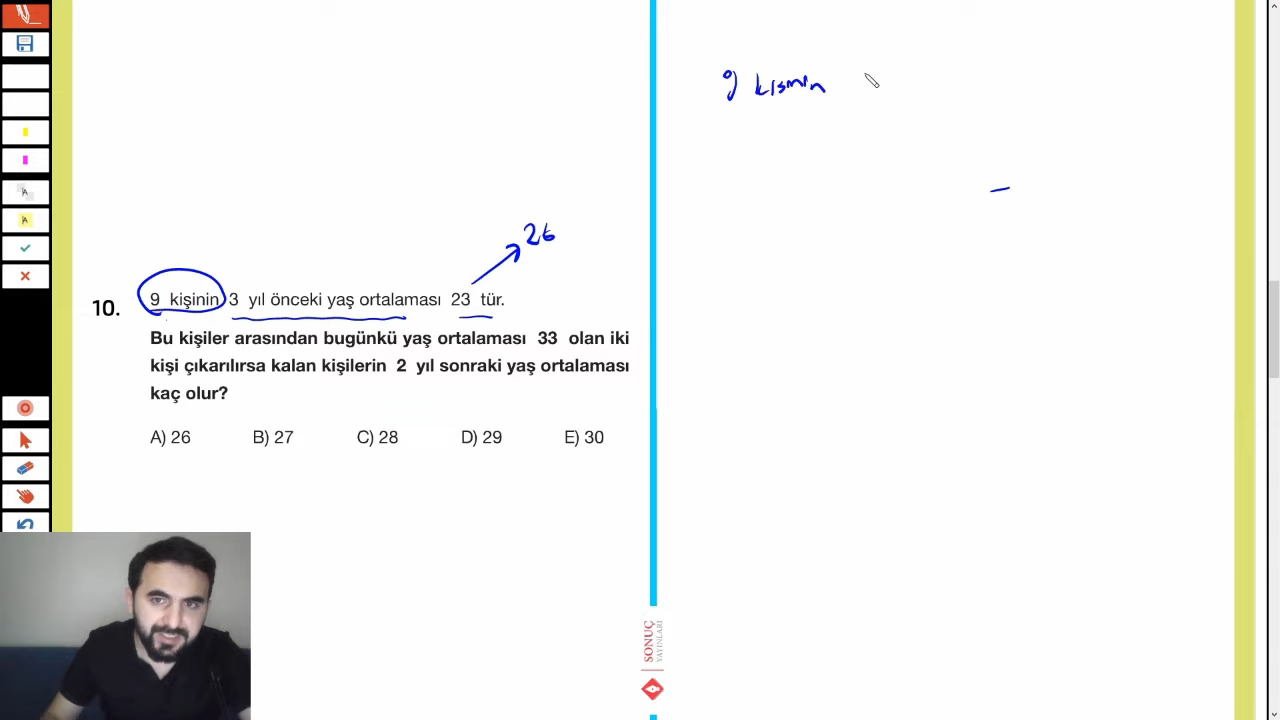 9 kısmın
26
10. 9 kişinin 3 yıl önceki yaş ortalaması 23 tür.
Bu kişiler arasından bugünkü yaş ortalaması 33 olan iki
kişi çıkarılırsa kalan kişilerin 2 yıl sonraki yaş ortalaması
kaç olur?
A) 26 B) 27 C) 28 D) 29 E) 30
SONUÇ
YAYINLARI
A
A